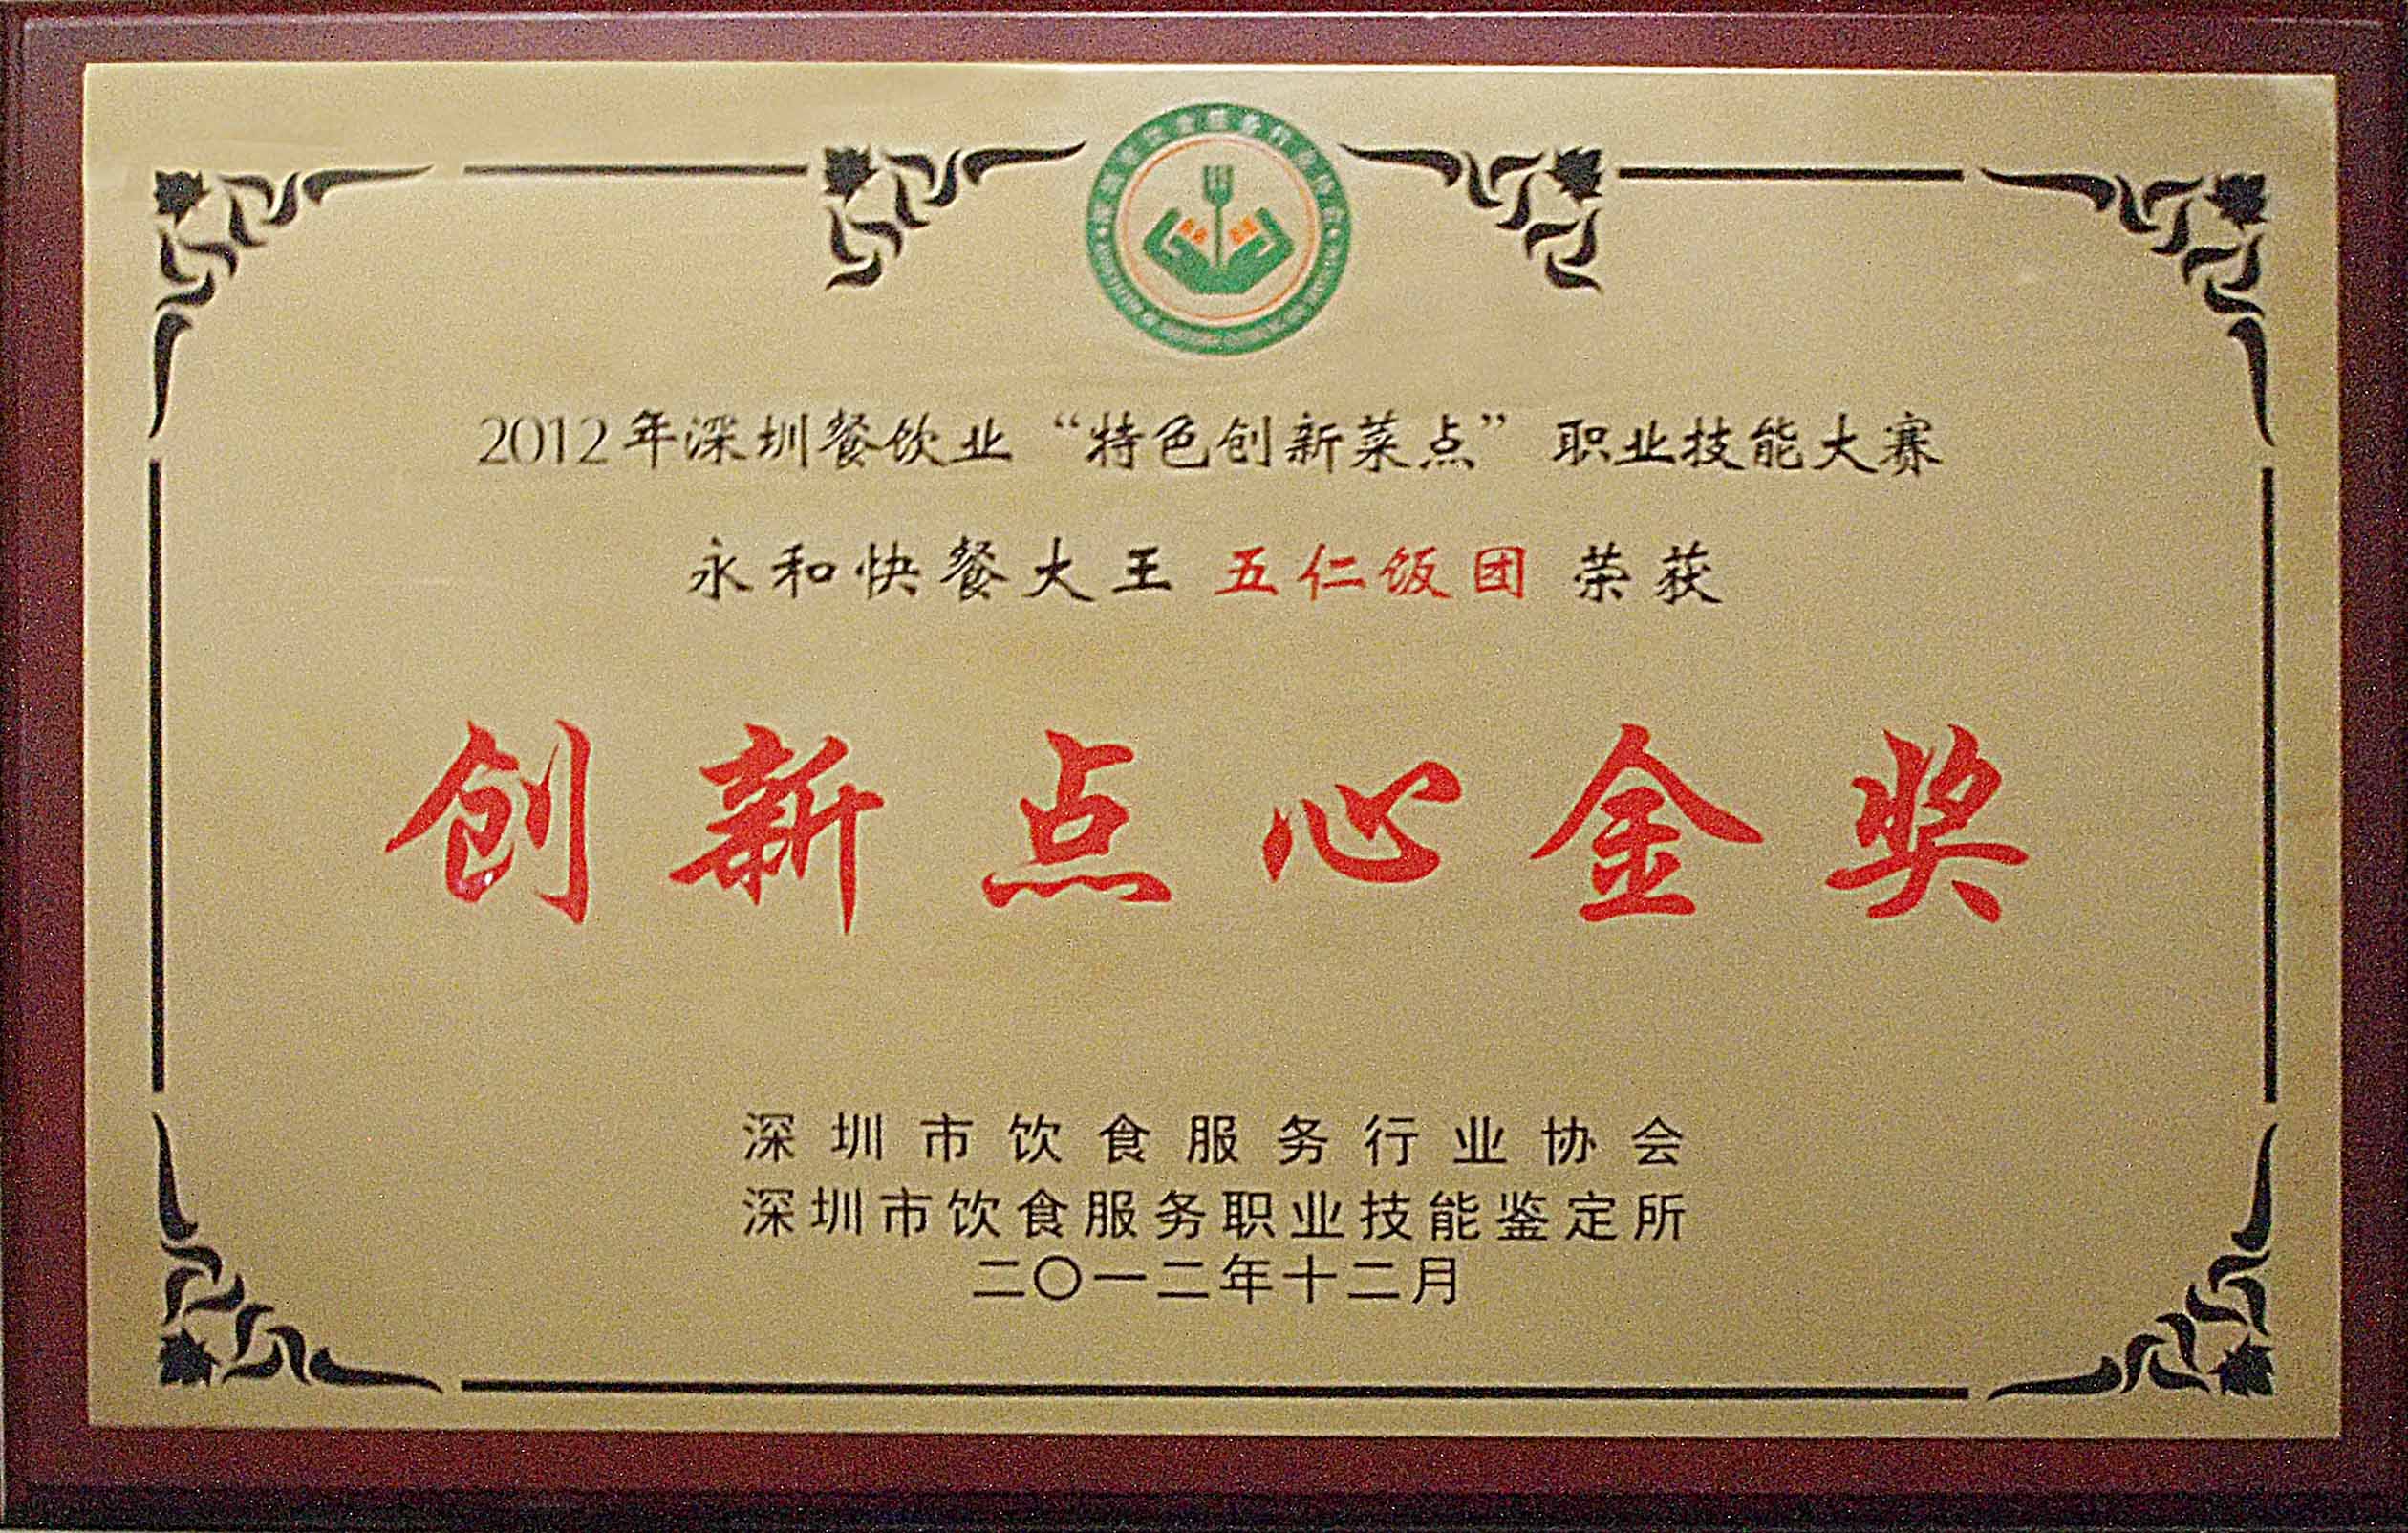 2012年深圳餐饮业“特色创新菜点”职业技能大赛
永和快餐大王 五仁饭团 荣获
创新点心金奖
深圳市饮食服务行业协会
深圳市饮食服务职业技能鉴定所
二〇一二年十二月